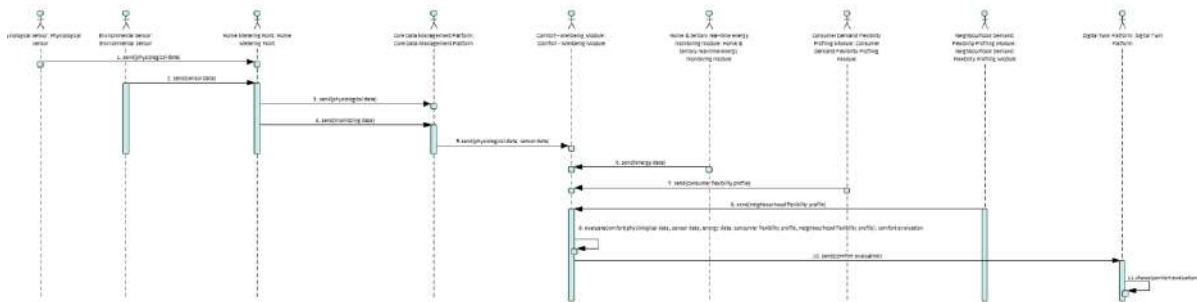 Physiological Sensor: Physiological
Sensor
Environmental Sensor:
Environmental Sensor
Home Metering Point: Home
Metering Point
Core Data Management Platform:
Core Data Management Platform
Comfort - Wellbeing Module:
Comfort - Wellbeing Module
Home & tertiary real-time energy
monitoring module: Home &
tertiary real-time energy
monitoring module
Consumer Demand Flexibility
Profiling Module: Consumer
Demand Flexibility Profiling
Module
Neighbourhood Demand
Flexibility Profiling Module:
Neighbourhood Demand
Flexibility Profiling Module
Digital Twin Platform: Digital Twin
Platform
1. send(physiological data)
2. send(sensor data)
3. send(physiological data)
4. send(monitoring data)
5. send(physiological data, sensor data)
6. send(energy data)
7. send(consumer flexibility profile)
8. send(neighbourhood flexibility profile)
9. evaluateComfort(physiological data, sensor data, energy data, consumer flexibility profile, neighbourhood flexibility profile): comfort evaluation
10. send(comfort evaluation)